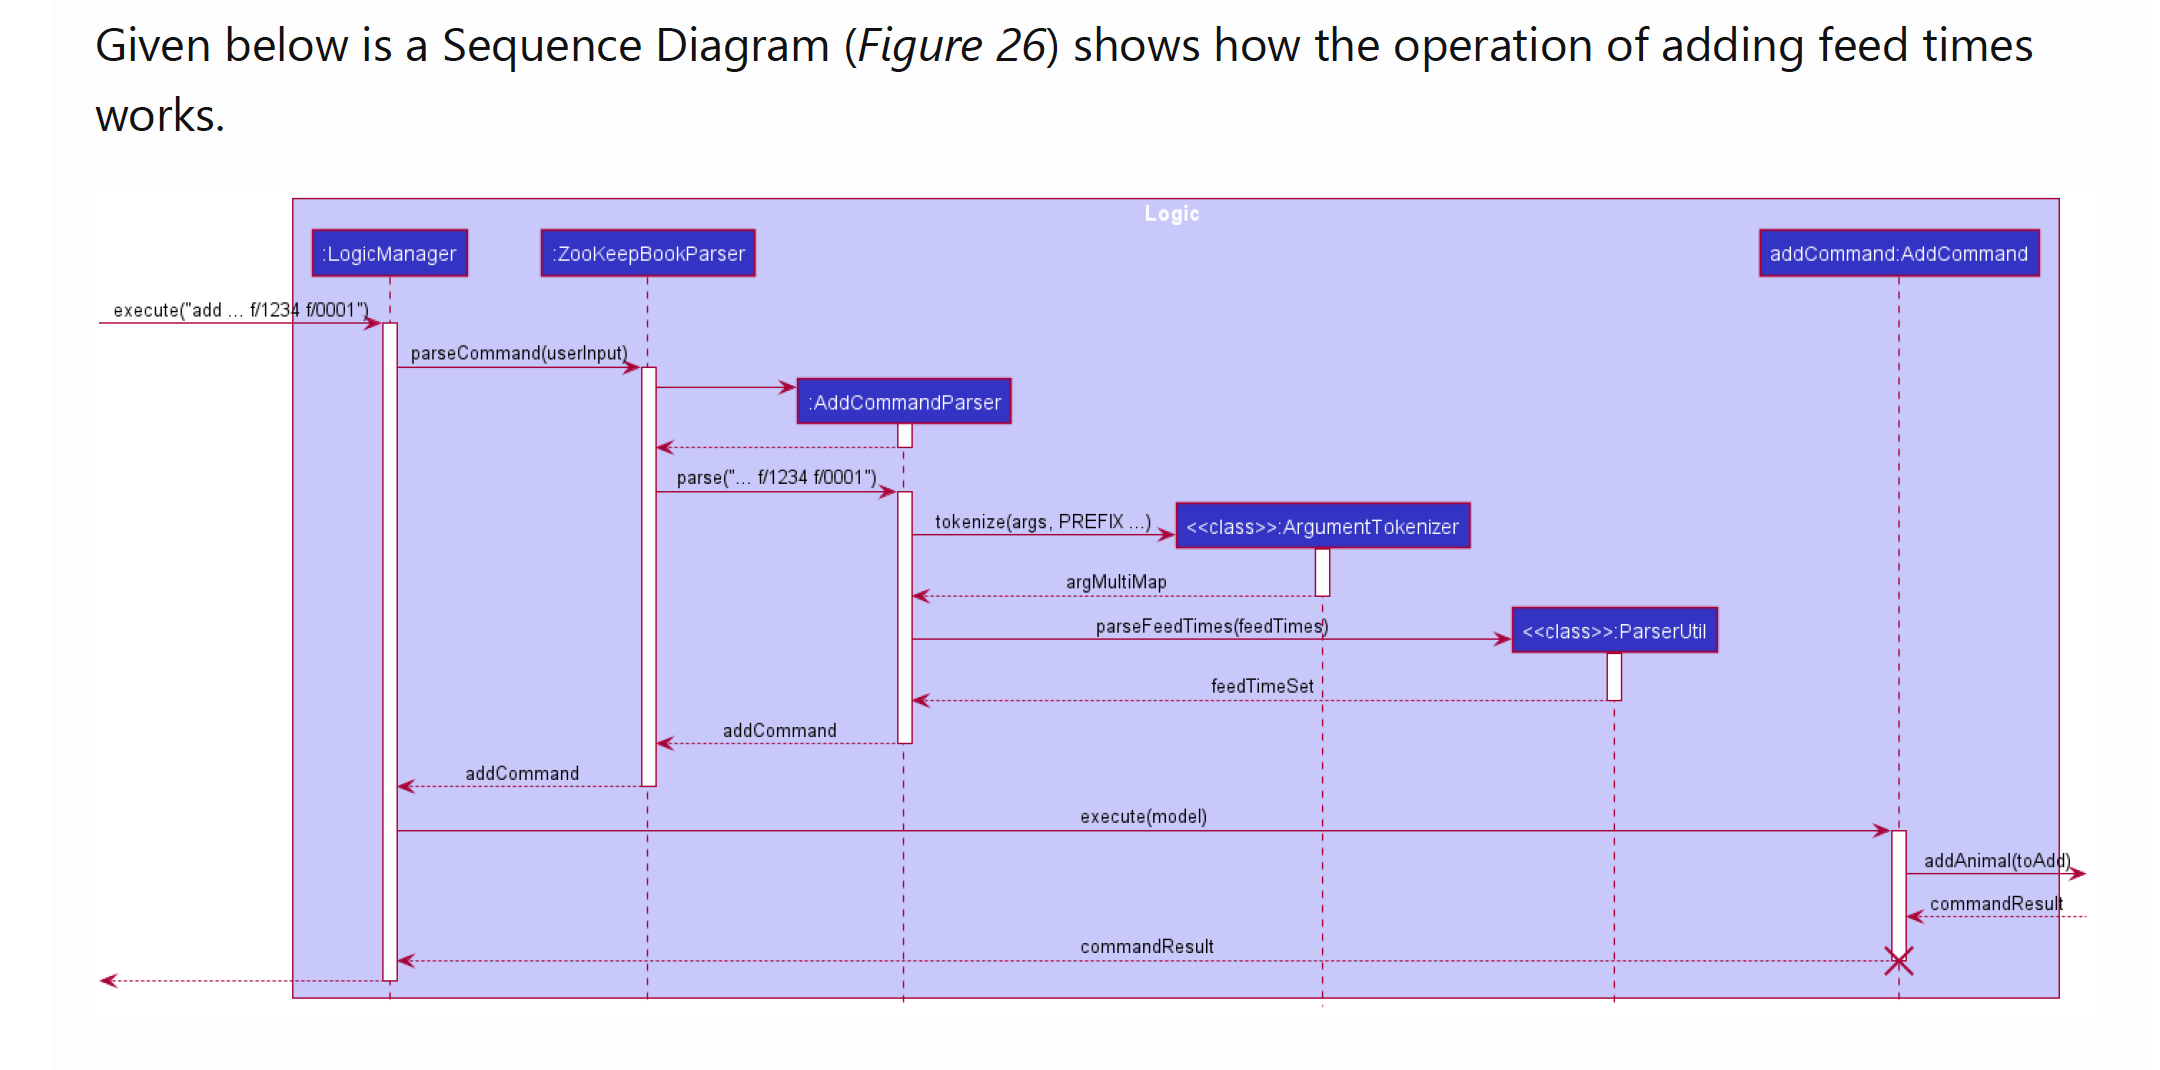 Given below is a Sequence Diagram (Figure 26) shows how the operation of adding feed times
works.
Logic
:LogicManager
:ZooKeepBookParser
addCommand:AddCommand
execute("add ... f/1234 f/0001")
parseCommand(userInput)
:AddCommandParser
parse("... f/1234 f/0001")
tokenize(args, PREFIX ...)
<<class>>:ArgumentTokenizer
argMultiMap
parseFeedTimes(feedTimes)
<<class>>:ParserUtil
feedTimeSet
addCommand
addCommand
execute(model)
addAnimal(toAdd)
commandResult
commandResult